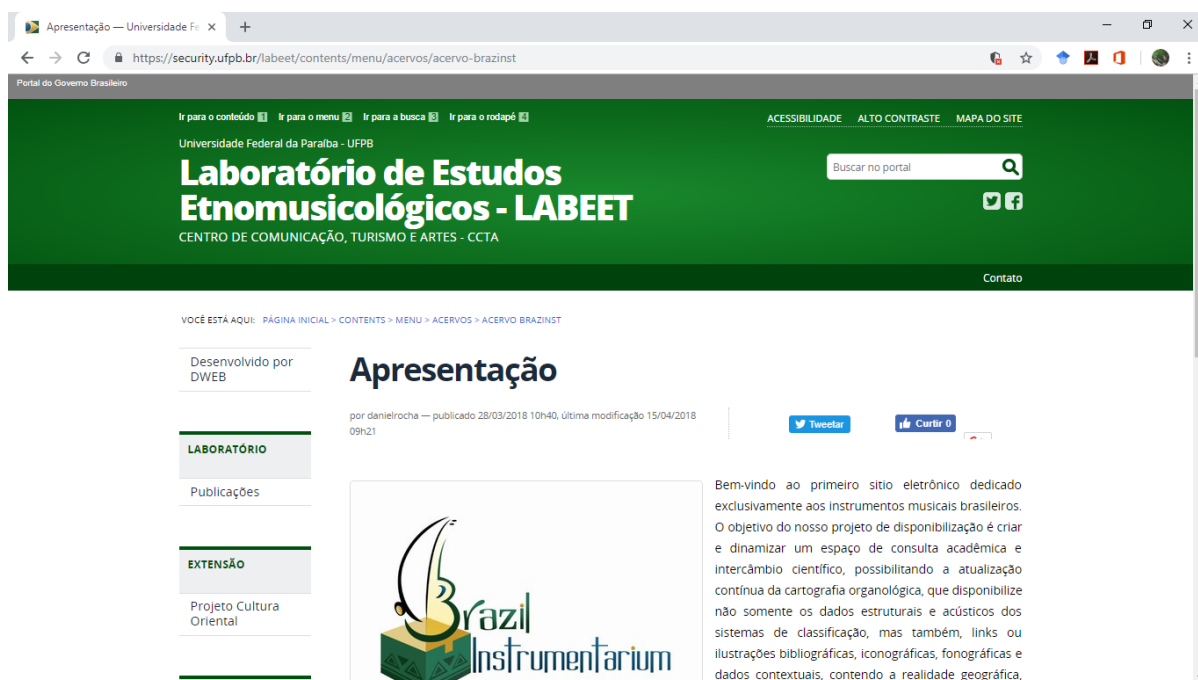 Apresentação — Universidade Fe
https://security.ufpb.br/labeet/contents/menu/acervos/acervo-brazinst
Portal do Governo Brasileiro
Ir para o conteúdo 1 Ir para o menu 2 Ir para a busca 3 Ir para o rodapé 4
ACESSIBILIDADE ALTO CONTRASTE MAPA DO SITE
Universidade Federal da Paraíba - UFPB
Laboratório de Estudos
Etnomusicológicos - LABEET
CENTRO DE COMUNICAÇÃO, TURISMO E ARTES - CCTA
Buscar no portal
Contato
VOCÊ ESTÁ AQUI: PÁGINA INICIAL > CONTENTS > MENU > ACERVOS > ACERVO BRAZINST
Desenvolvido por
DWEB
LABORATÓRIO
Publicações
EXTENSÃO
Projeto Cultura
Oriental
Apresentação
por danielrocha — publicado 28/03/2018 10h40, última modificação 15/04/2018
09h21
Tweetar
Curtir 0
Brazil
Instrumentarium
Bem-vindo ao primeiro sitio eletrônico dedicado
exclusivamente aos instrumentos musicais brasileiros.
O objetivo do nosso projeto de disponibilização é criar
e dinamizar um espaço de consulta acadêmica e
intercâmbio científico, possibilitando a atualização
contínua da cartografia organológica, que disponibilize
não somente os dados estruturais e acústicos dos
sistemas de classificação, mas também, links ou
ilustrações bibliográficas, iconográficas, fonográficas e
dados contextuais, contendo a realidade geográfica,